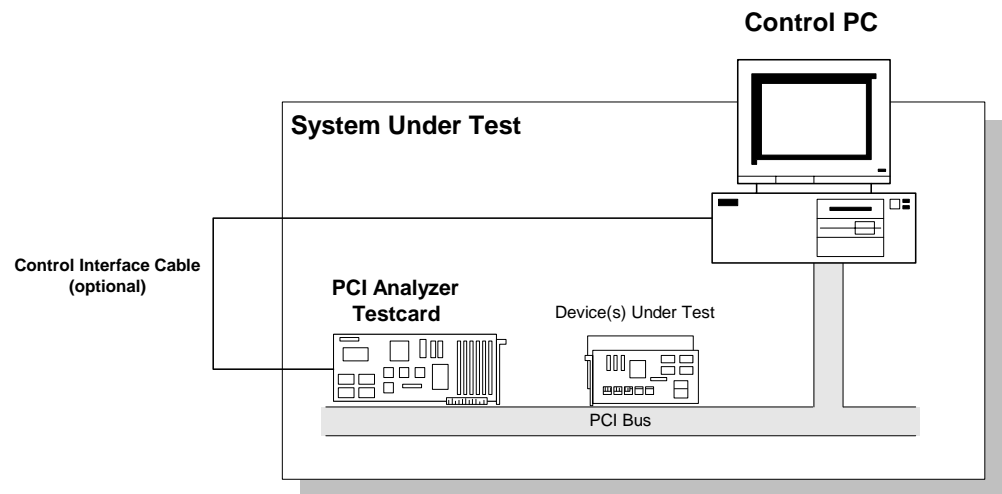 Control PC
System Under Test
Control Interface Cable
(optional)
PCI Analyzer
Testcard
Device(s) Under Test
PCI Bus